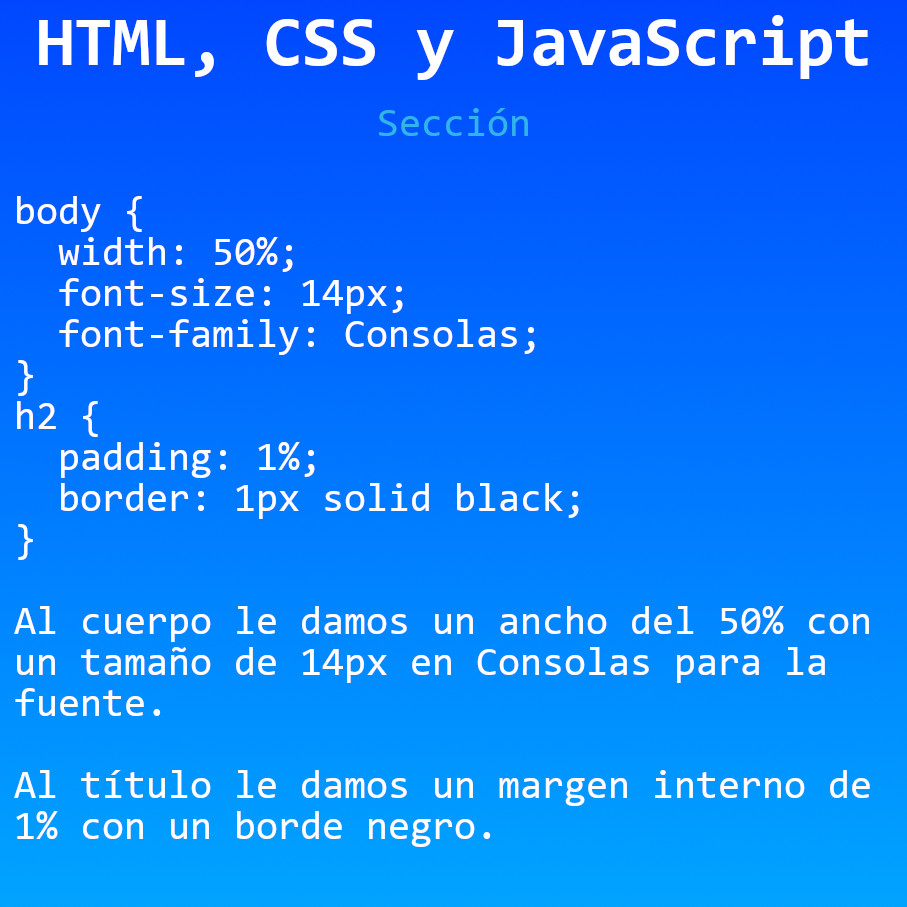 HTML, CSS y JavaScript
Sección
body {
  width: 50%;
  font-size: 14px;
  font-family: Consolas;
}
h2 {
  padding: 1%;
  border: 1px solid black;
}
Al cuerpo le damos un ancho del 50% con
un tamaño de 14px en Consolas para la
fuente.
Al título le damos un margen interno de
1% con un borde negro.